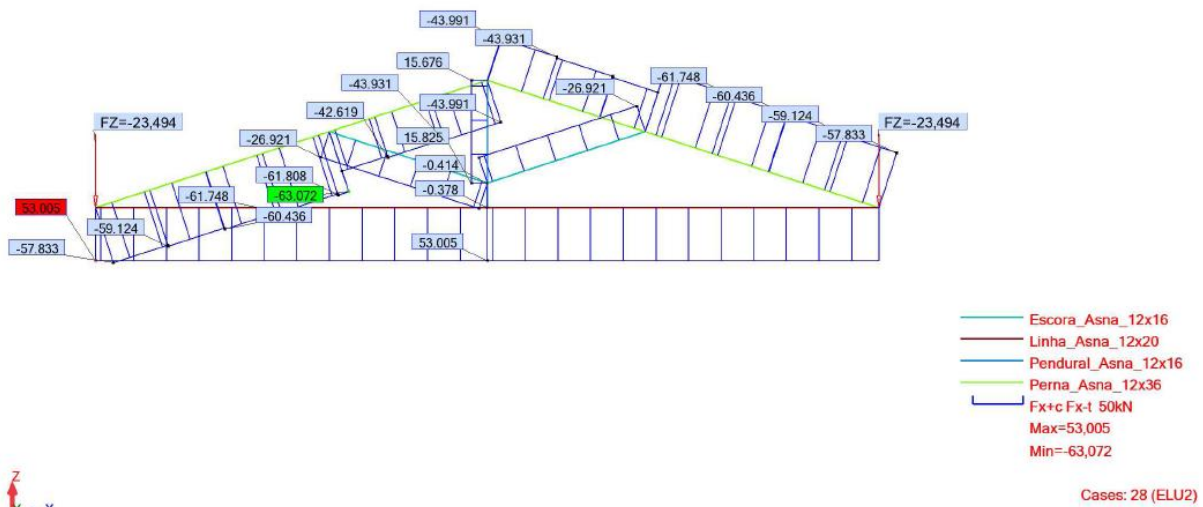 -43.991
-43.931
15.676
-43.931
-26.921
-61.748
-42.619
-43.991
-60.436
FZ=-23,494
-59.124
FZ=-23,494
-26.921
15.825
-57.833
-0.414
-61.808
-63.072
-0.378
53.005
-61.748
-60.436
-59.124
-57.833
53.005
Escora_Asna_12x16
Linha_Asna_12x20
Pendural_Asna_12x16
Perna_Asna_12x36
Fx+c Fx-t 50kN
Max=53,005
Min=-63,072
Z
Cases: 28 (ELU2)